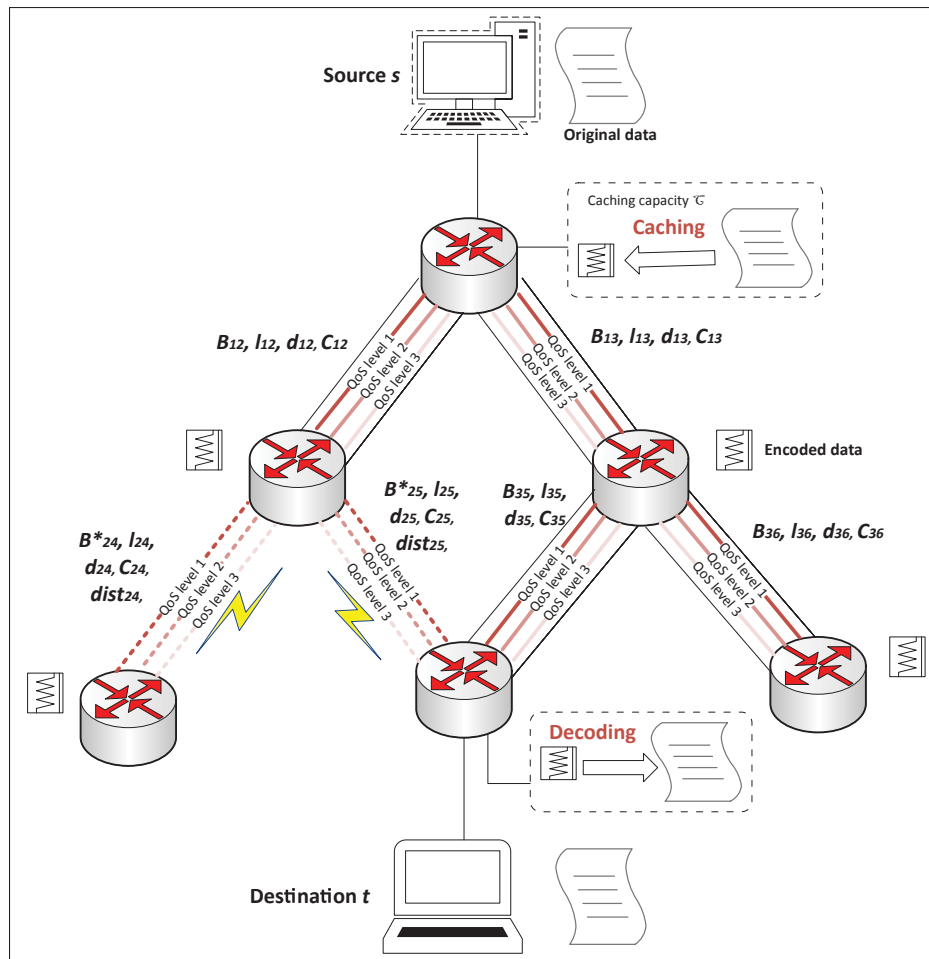 Source s
Original data
Caching capacity ℃
Caching
B12, l12, d12, C12
QoS level 1
QoS level 2
QoS level 3
QoS level 1
QoS level 2
QoS level 3
B13, l13, d13, C13
Encoded data
B*24, l24,
d24, C24,
dist24,
QoS level 1
QoS level 2
QoS level 3
B*25, l25,
d25, C25,
dist25,
QoS level 1
QoS level 2
QoS level 3
B35, l35,
d35, C35
QoS level 1
QoS level 2
QoS level 3
QoS level 1
QoS level 2
QoS level 3
B36, l36, d36, C36
Decoding
Destination t